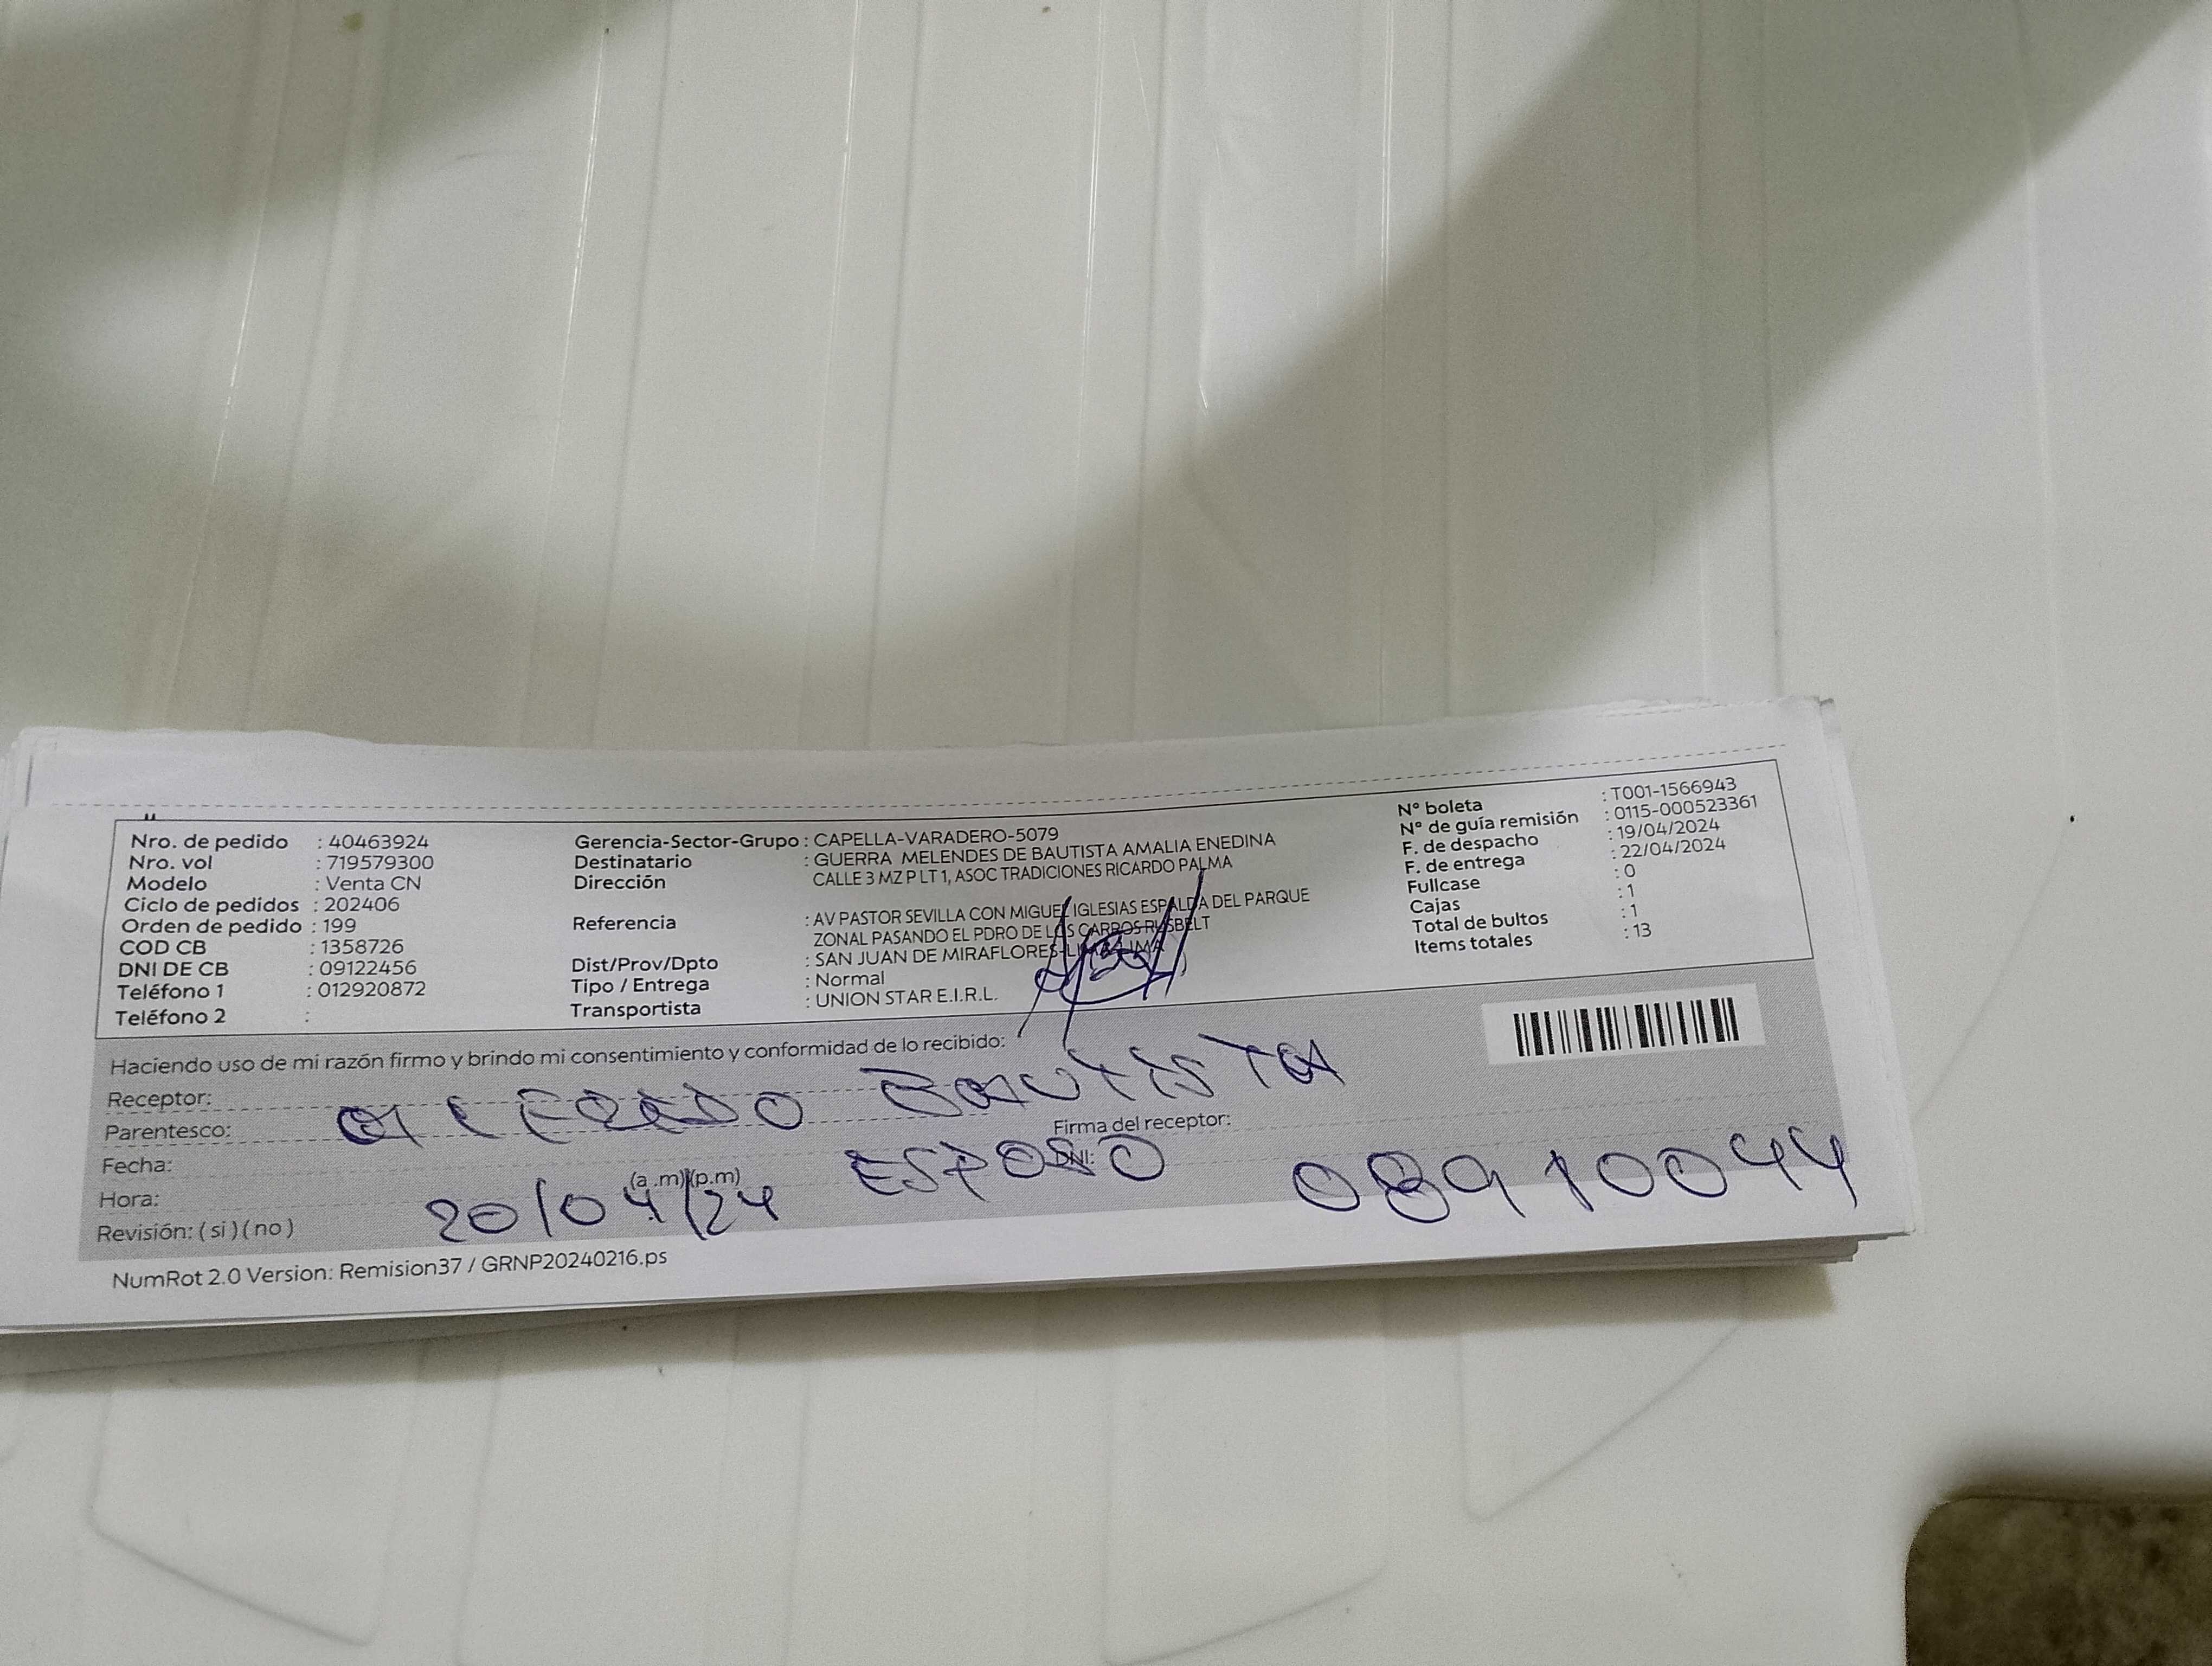 Nro. de pedido : 40463924
Nro. vol : 719579300
Modelo : Venta CN
Ciclo de pedidos : 202406
Orden de pedido : 199
COD CB : 1358726
DNI DE CB : 09122456
Teléfono 1 : 012920872
Teléfono 2 :
Gerencia-Sector-Grupo : CAPELLA-VARADERO-5079
Destinatario : GUERRA MELENDES DE BAUTISTA AMALIA ENEDINA
Dirección CALLE 3 MZ P LT 1, ASOC TRADICIONES RICARDO PALMA
Referencia : AV PASTOR SEVILLA CON MIGUEL IGLESIAS ESPALDA DEL PARQUE
ZONAL PASANDO EL PDRO DE LOS CARROS RUSBELT
Dist/Prov/Dpto : SAN JUAN DE MIRAFLORES-LIMA-LIMA
Tipo / Entrega : Normal
Transportista : UNION STAR E.I.R.L.
Nº boleta : T001-1566943
Nº de guía remisión : 0115-000523361
F. de despacho : 19/04/2024
F. de entrega : 22/04/2024
Fullcase : 0
Cajas : 1
Total de bultos : 1
Items totales : 13
Haciendo uso de mi razón firmo y brindo mi consentimiento y conformidad de lo recibido:
Receptor: BAUTISTA
Parentesco: ESPOSO
Firma del receptor:
Fecha: 20/04/24
DNI: 08910044
Hora: (a .m)(p.m)
Revisión: ( si ) ( no )
NumRot 2.0 Version: Remision37 / GRNP20240216.ps